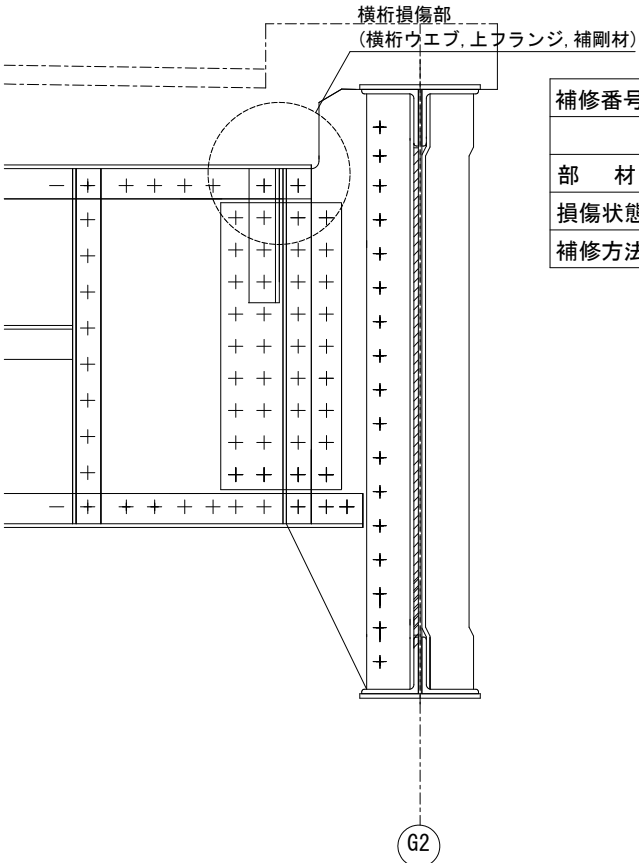 横桁損傷部
(横桁ウエブ, 上フランジ, 補剛材)
補修番号
部 材
損傷状態
補修方法
G2